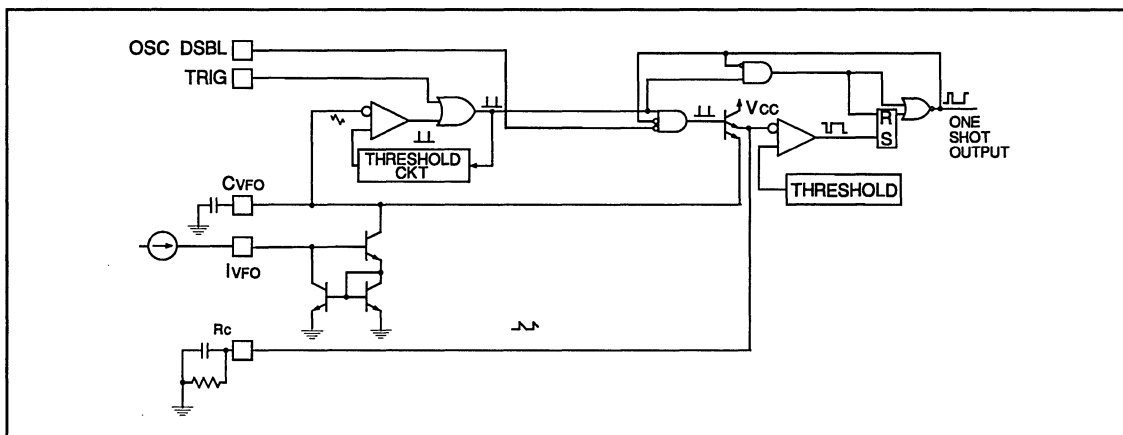 OSC DSBL
TRIG
VCC
R
S
ONE
SHOT
OUTPUT
THRESHOLD
CKT
THRESHOLD
CVFO
IVFO
RC